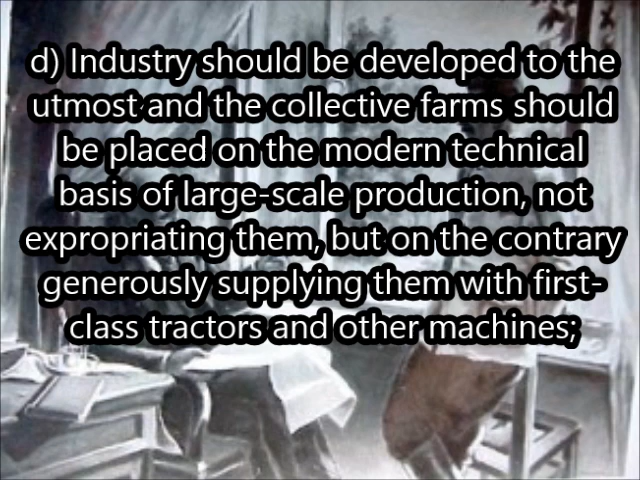 d) Industry should be developed to the
utmost and the collective farms should
be placed on the modern technical
basis of large-scale production, not
expropriating them, but on the contrary
generously supplying them with first-
class tractors and other machines;